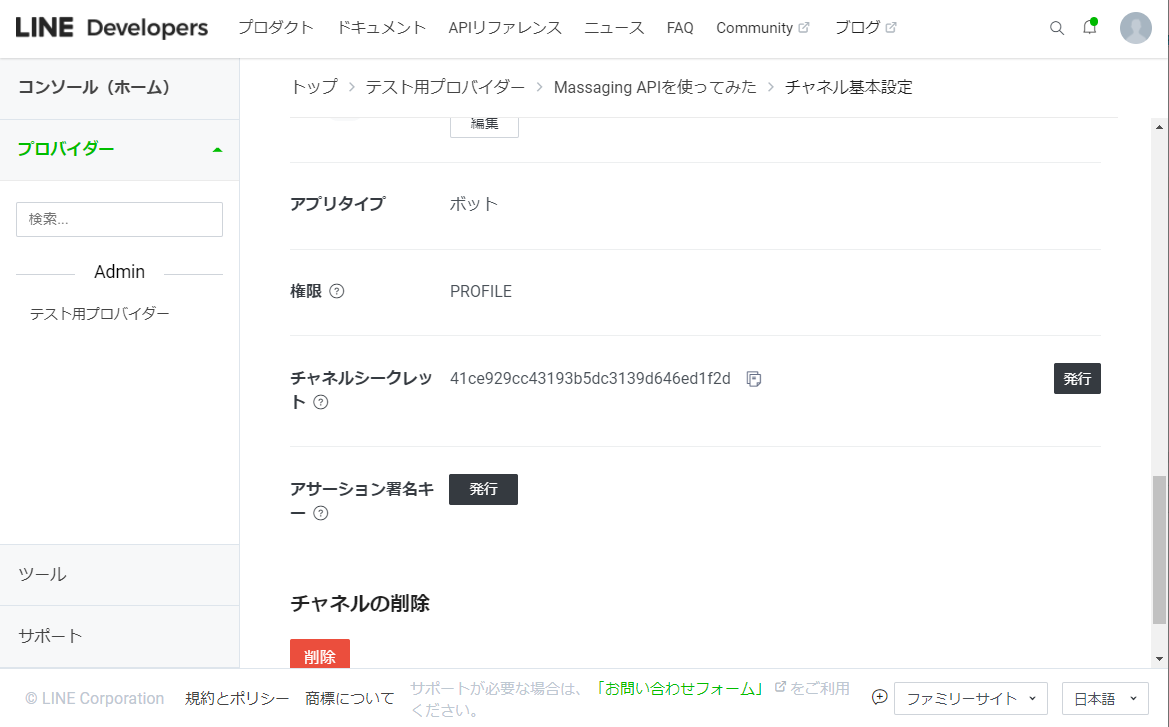 LINE Developers プロダクト ドキュメント APIリファレンス ニュース FAQ Community ブログ
コンソール（ホーム）
プロバイダー
検索...
Admin
テスト用プロバイダー
ツール
サポート
トップ > テスト用プロバイダー > Massaging APIを使ってみた > チャネル基本設定
編集
アプリタイプ ボット
権限 ? PROFILE
チャネルシークレッ 41ce929cc43193b5dc3139d646ed1f2d 発行
ト ?
アサーション署名キ 発行
ー ?
チャネルの削除
削除
© LINE Corporation 規約とポリシー 商標について サポートが必要な場合は、「お問い合わせフォーム」をご利用
ください。
ファミリーサイト 日本語